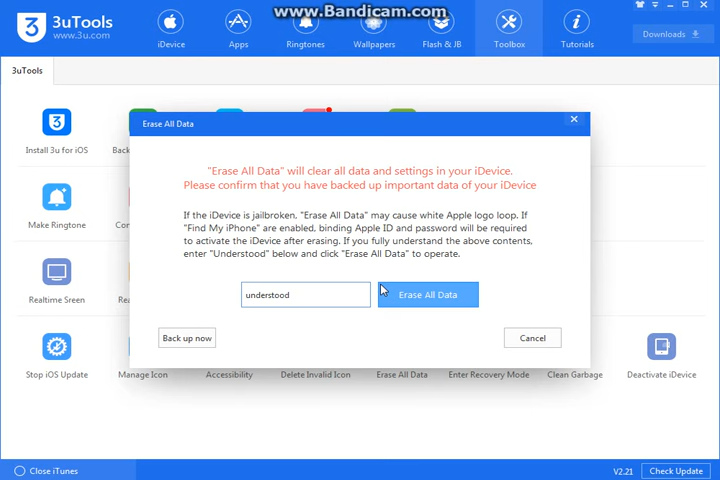 www.Bandicam.com
3uTools
www.3u.com
iDevice
Apps
Ringtones
Wallpapers
Flash & JB
Toolbox
Tutorials
Downloads
3uTools
Erase All Data
"Erase All Data" will clear all data and settings in your iDevice.
Please confirm that you have backed up important data of your iDevice
If the iDevice is jailbroken, "Erase All Data" may cause white Apple logo loop. If
"Find My iPhone" are enabled, binding Apple ID and password will be required
to activate the iDevice after erasing. If you fully understand the above contents,
enter "Understood" below and click "Erase All Data" to operate.
understood
Erase All Data
Back up now
Cancel
Install 3u for iOS
Back
Make Ringtone
Realtime Sreen
Rea
Stop iOS Update
Manage Icon
Accessibility
Delete Invalid Icon
Erase All Data
Enter Recovery Mode
Clean Garbage
Deactivate iDevice
Close iTunes
V2.21
Check Update